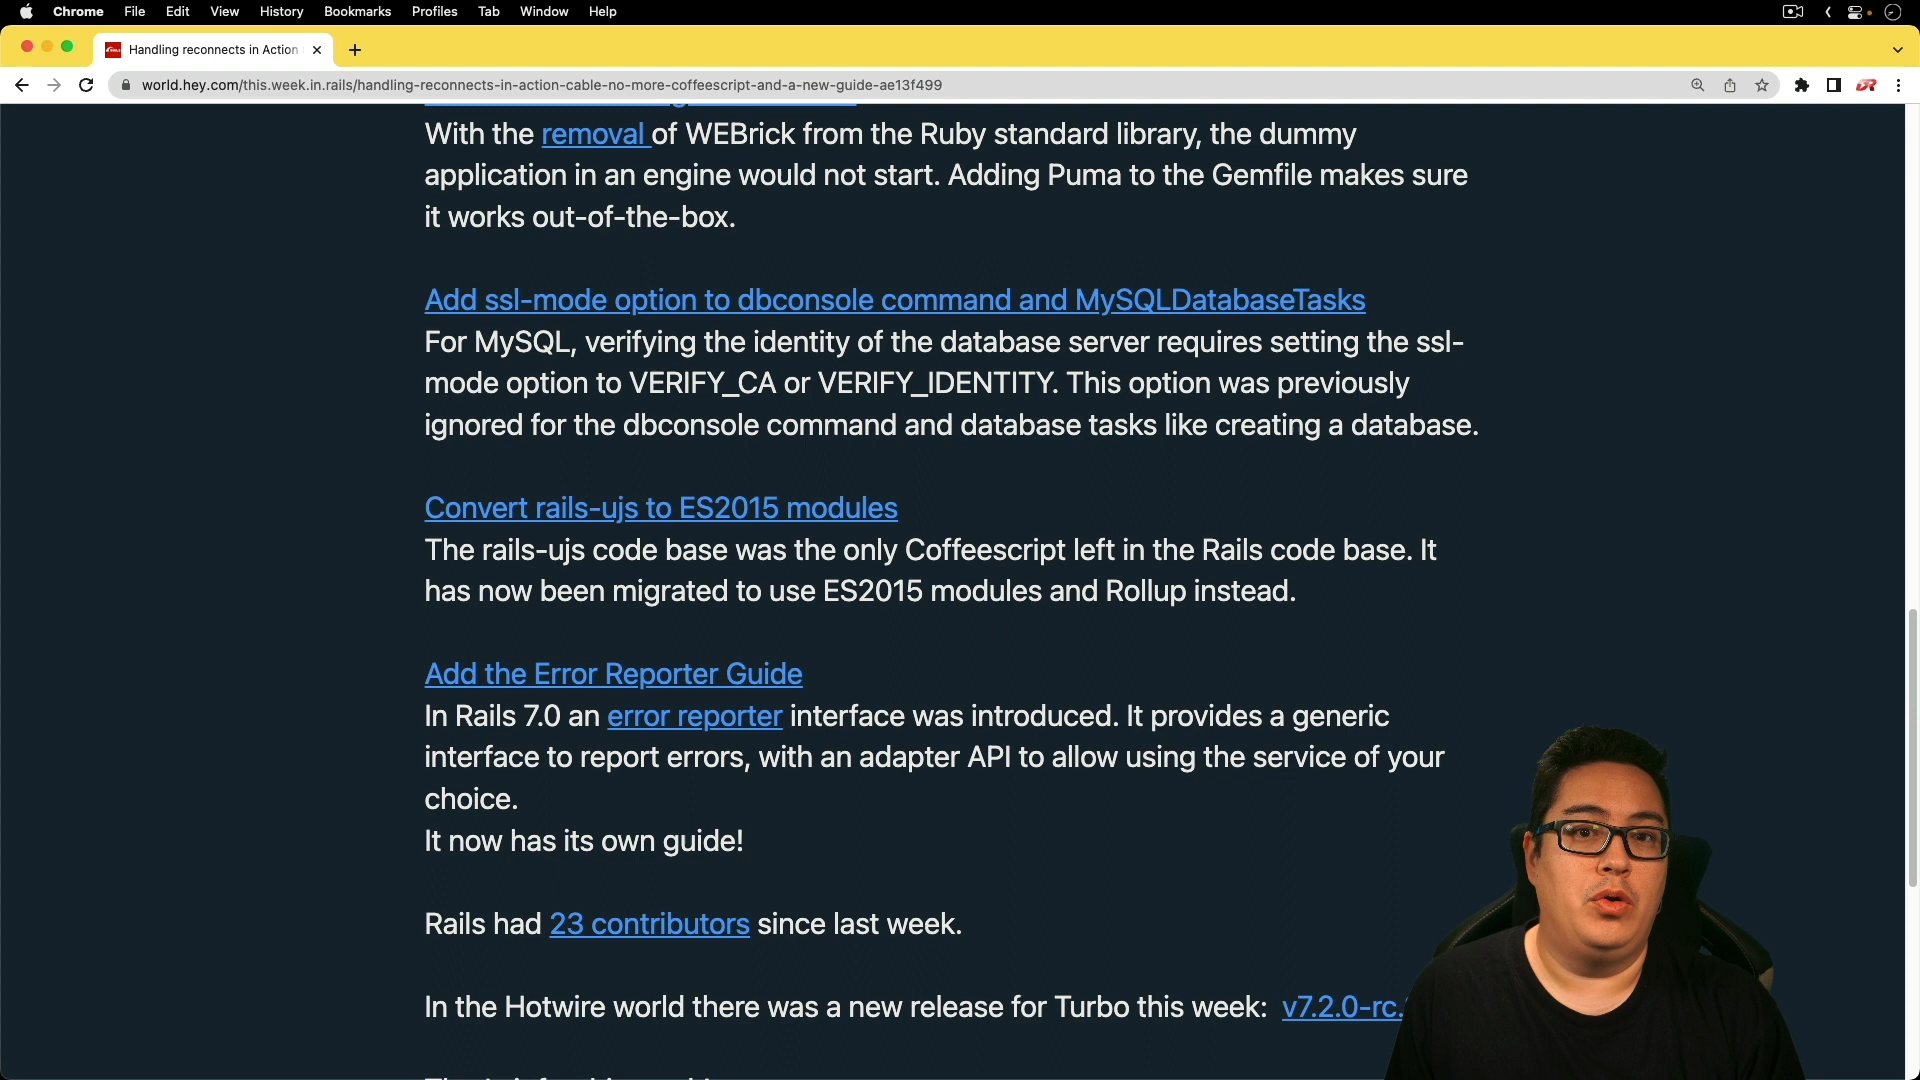 Chrome File Edit View History Bookmarks Profiles Tab Window Help
Handling reconnects in Action
world.hey.com/this.week.in.rails/handling-reconnects-in-action-cable-no-more-coffeescript-and-a-new-guide-ae13f499
With the removal of WEBrick from the Ruby standard library, the dummy
application in an engine would not start. Adding Puma to the Gemfile makes sure
it works out-of-the-box.
Add ssl-mode option to dbconsole command and MySQLDatabaseTasks
For MySQL, verifying the identity of the database server requires setting the ssl-
mode option to VERIFY_CA or VERIFY_IDENTITY. This option was previously
ignored for the dbconsole command and database tasks like creating a database.
Convert rails-ujs to ES2015 modules
The rails-ujs code base was the only Coffeescript left in the Rails code base. It
has now been migrated to use ES2015 modules and Rollup instead.
Add the Error Reporter Guide
In Rails 7.0 an error reporter interface was introduced. It provides a generic
interface to report errors, with an adapter API to allow using the service of your
choice.
It now has its own guide!
Rails had 23 contributors since last week.
In the Hotwire world there was a new release for Turbo this week: v7.2.0-rc.